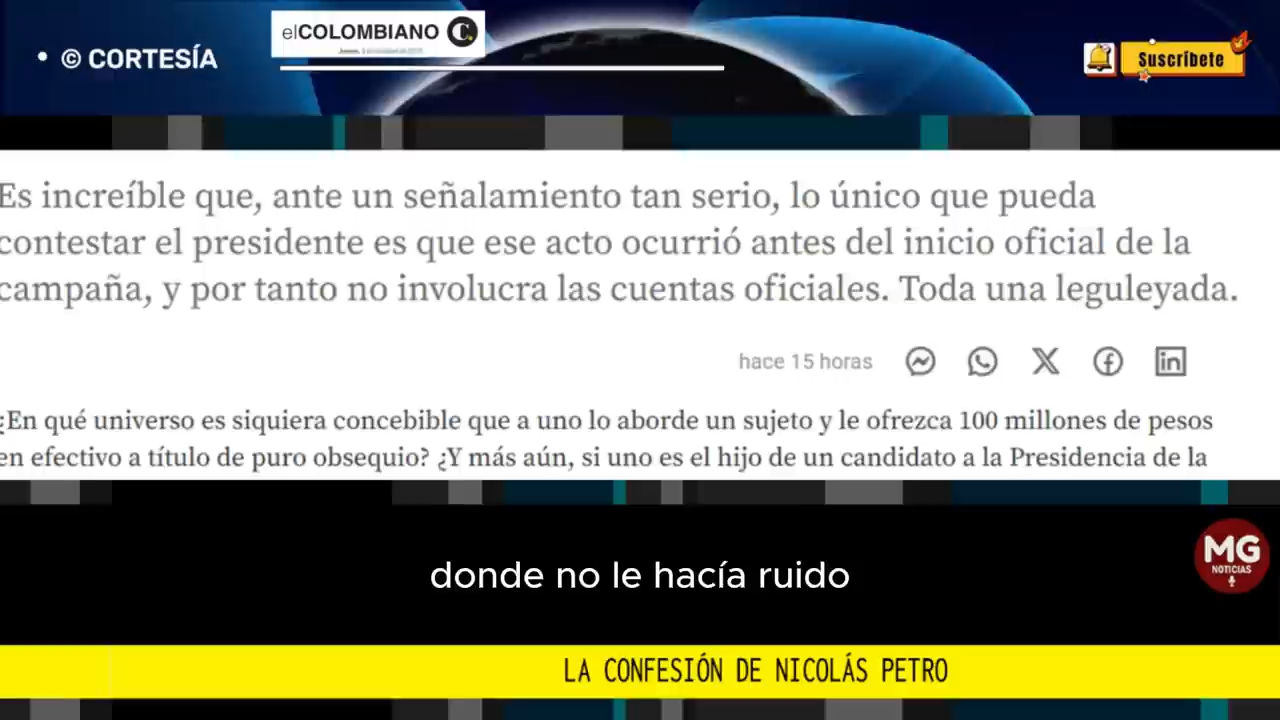 • © CORTESÍA
elCOLOMBIANO C.
Suscríbete
Es increíble que, ante un señalamiento tan serio, lo único que pueda
contestar el presidente es que ese acto ocurrió antes del inicio oficial de la
campaña, y por tanto no involucra las cuentas oficiales. Toda una leguleyada.
hace 15 horas
¿En qué universo es siquiera concebible que a uno lo aborde un sujeto y le ofrezca 100 millones de pesos
en efectivo a título de puro obsequio? ¿Y más aún, si uno es el hijo de un candidato a la Presidencia de la
MG
NOTICIAS
donde no le hacía ruido
LA CONFESIÓN DE NICOLÁS PETRO